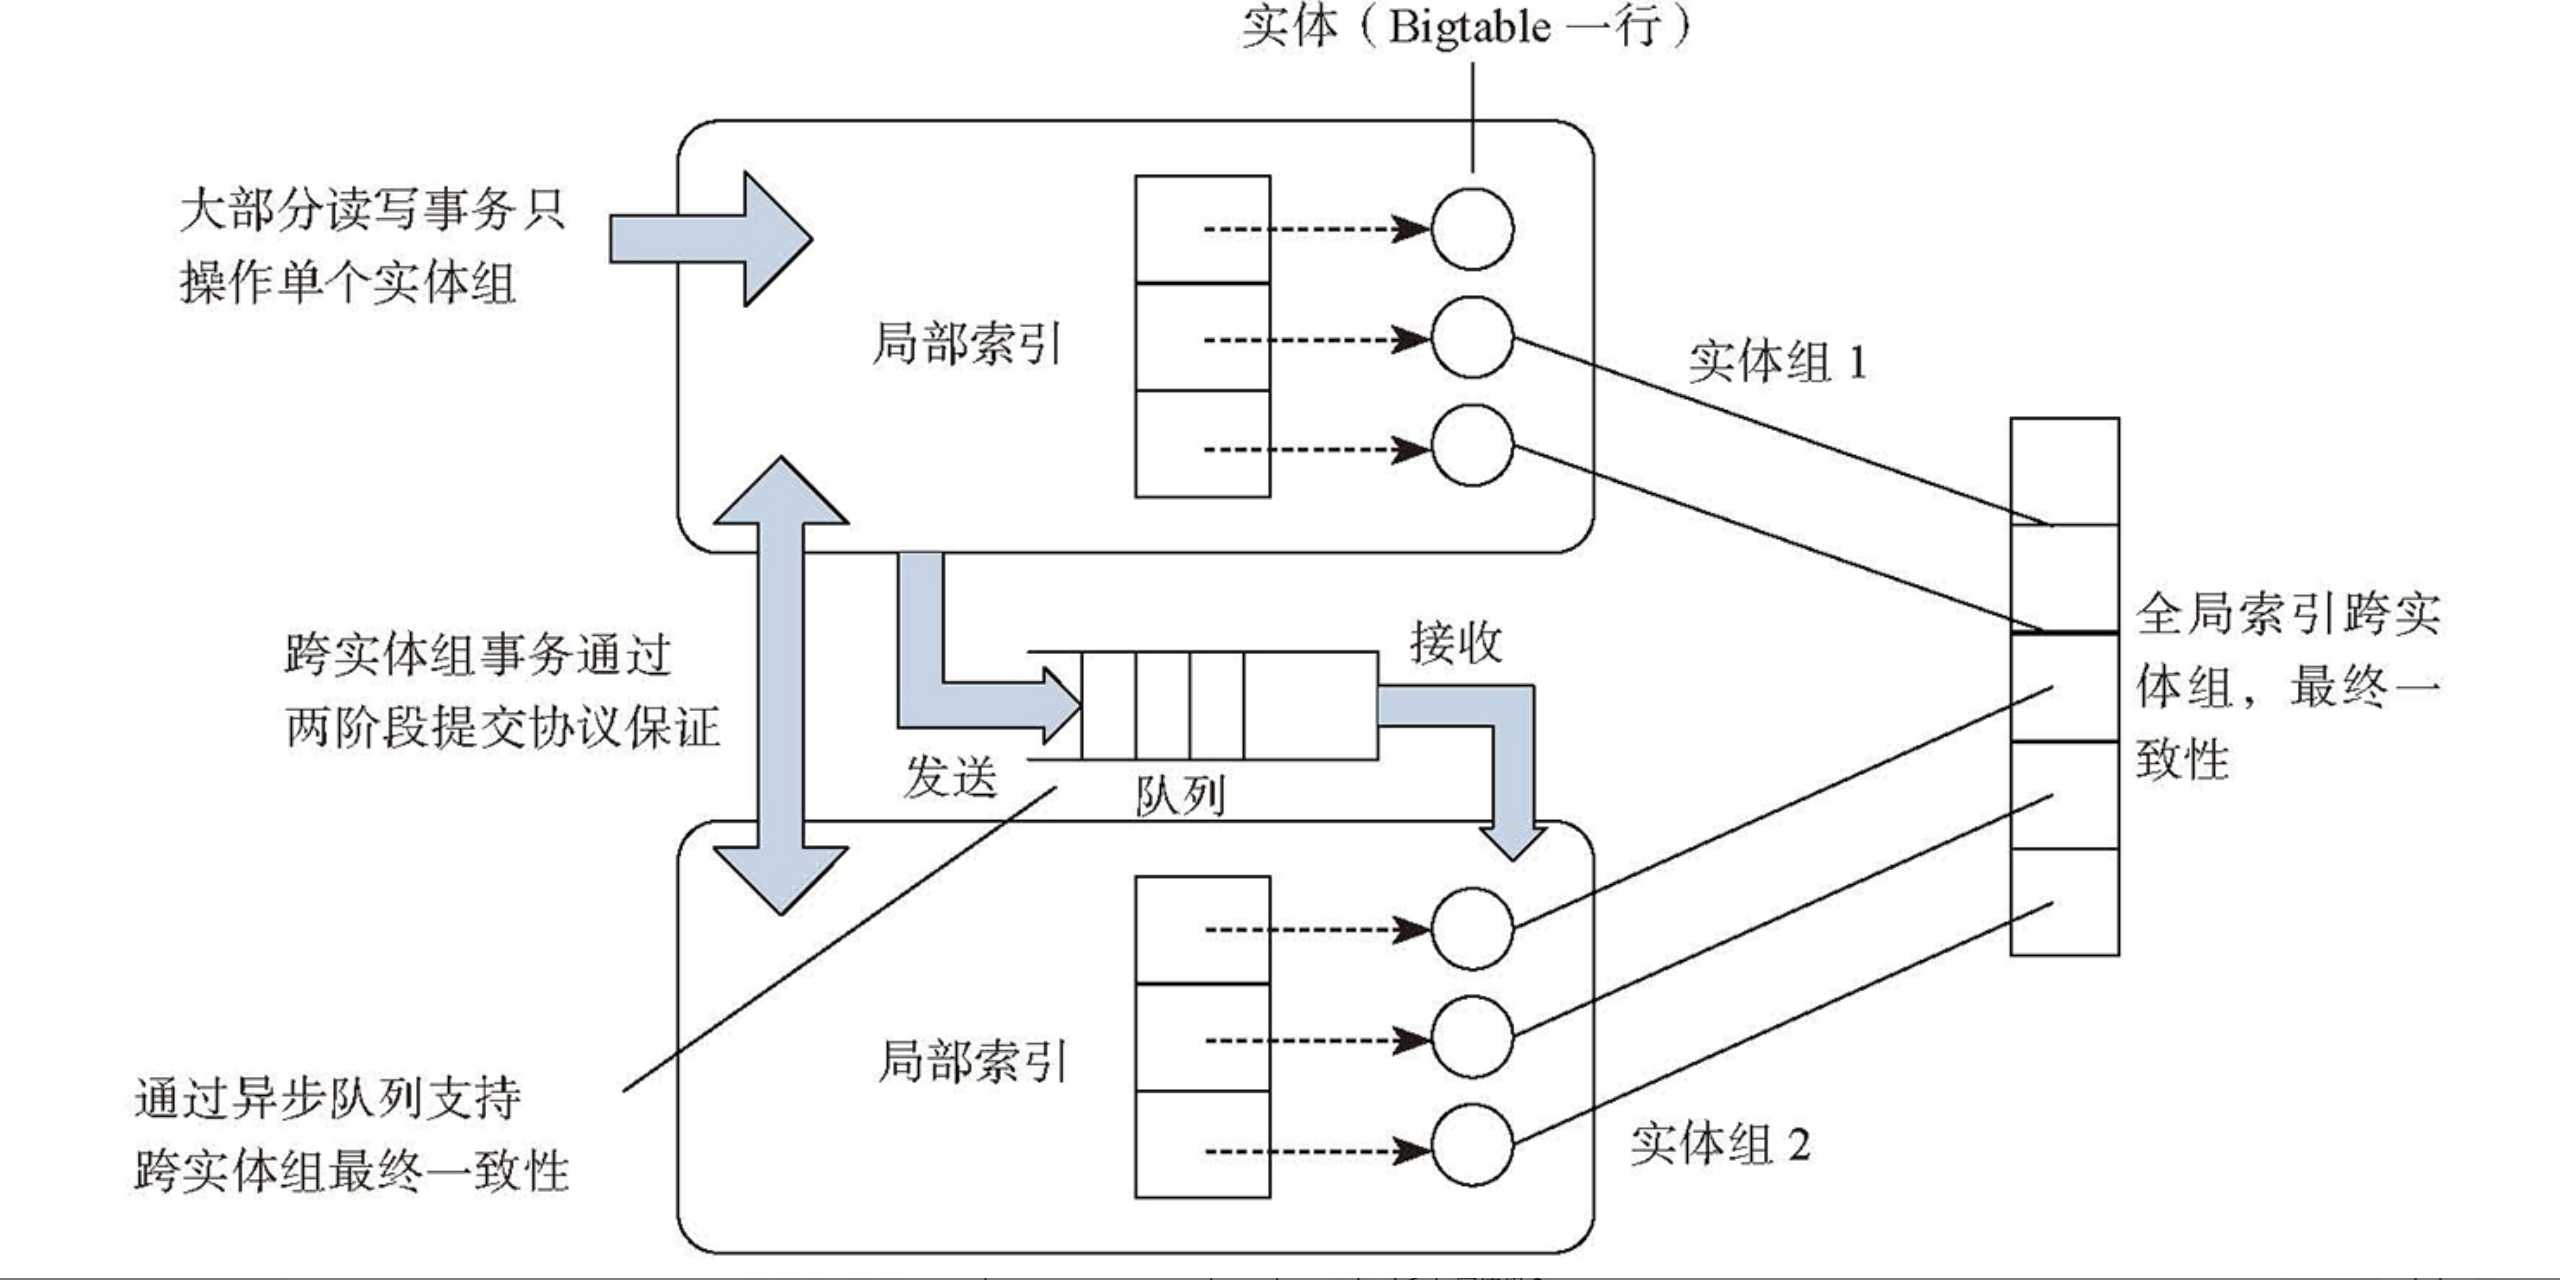 实体（Bigtable 一行）
大部分读写事务只
操作单个实体组
局部索引
实体组 1
跨实体组事务通过
两阶段提交协议保证
发送
队列
接收
全局索引跨实
体组，最终一
致性
局部索引
实体组 2
通过异步队列支持
跨实体组最终一致性